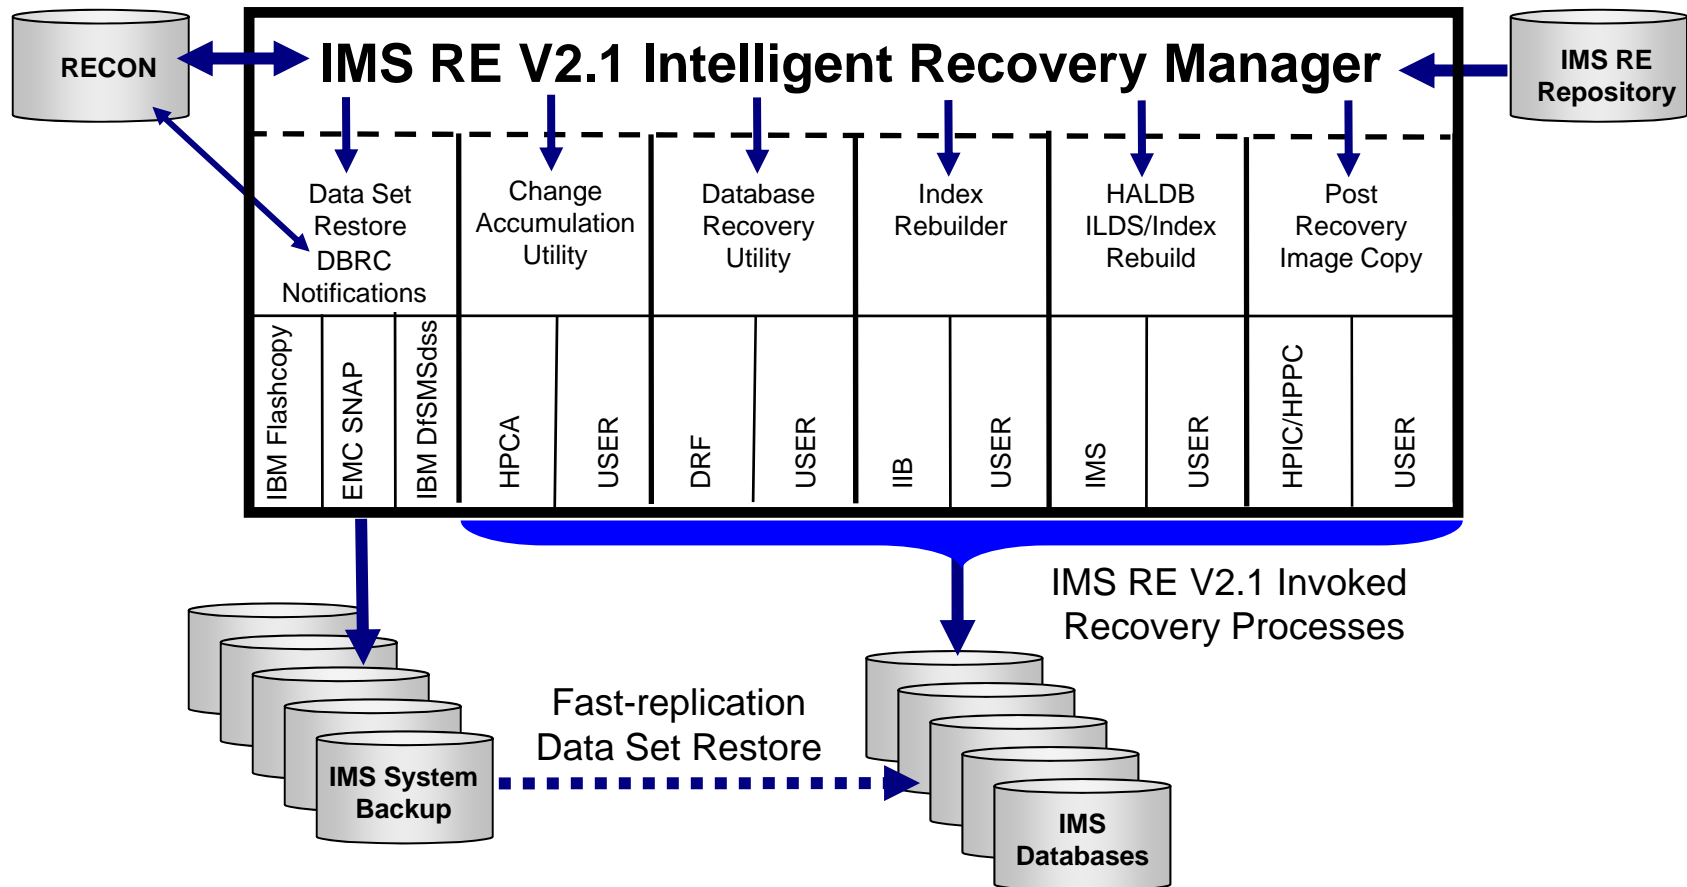 RECON
IMS RE V2.1 Intelligent Recovery Manager
IMS RE
Repository
Data Set
Restore
DBRC
Notifications
Change
Accumulation
Utility
Database
Recovery
Utility
Index
Rebuilder
HALDB
ILDS/Index
Rebuild
Post
Recovery
Image Copy
IBM Flashcopy
EMC SNAP
IBM DfSMSdss
HPCA
USER
DRF
USER
IIB
USER
IMS
USER
HPIC/HPPC
USER
IMS RE V2.1 Invoked
Recovery Processes
Fast-replication
Data Set Restore
IMS System
Backup
IMS
Databases